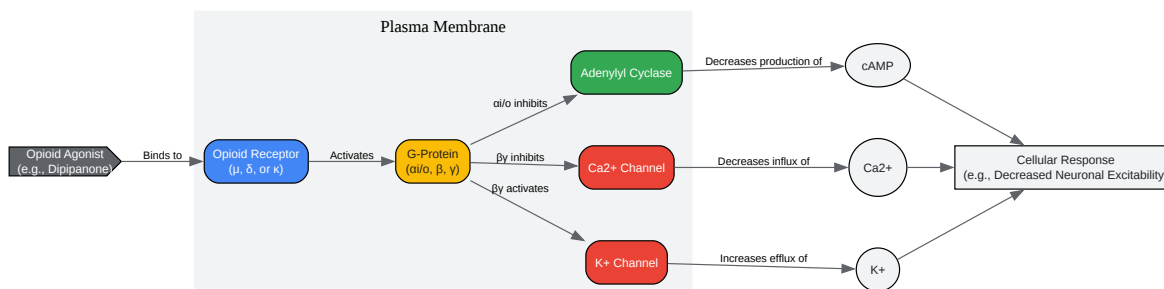 Plasma Membrane
Opioid Agonist
(e.g., Dipipanone)
Binds to
Opioid Receptor
(μ, δ, or κ)
Activates
G-Protein
(αi/o, β, γ)
αi/o inhibits
βγ inhibits
βγ activates
Adenylyl Cyclase
Ca2+ Channel
K+ Channel
Decreases production of
Decreases influx of
Increases efflux of
cAMP
Ca2+
K+
Cellular Response
(e.g., Decreased Neuronal Excitability